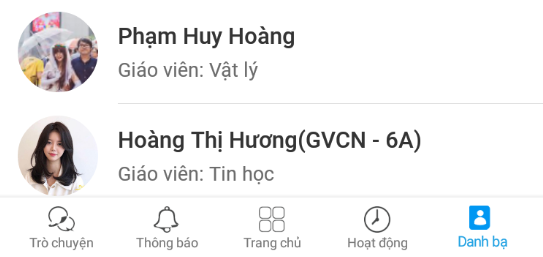 Phạm Huy Hoàng
Giáo viên: Vật lý
Hoàng Thị Hương(GVCN - 6A)
Giáo viên: Tin học
Trò chuyện Thông báo Trang chủ Hoạt động Danh bạ